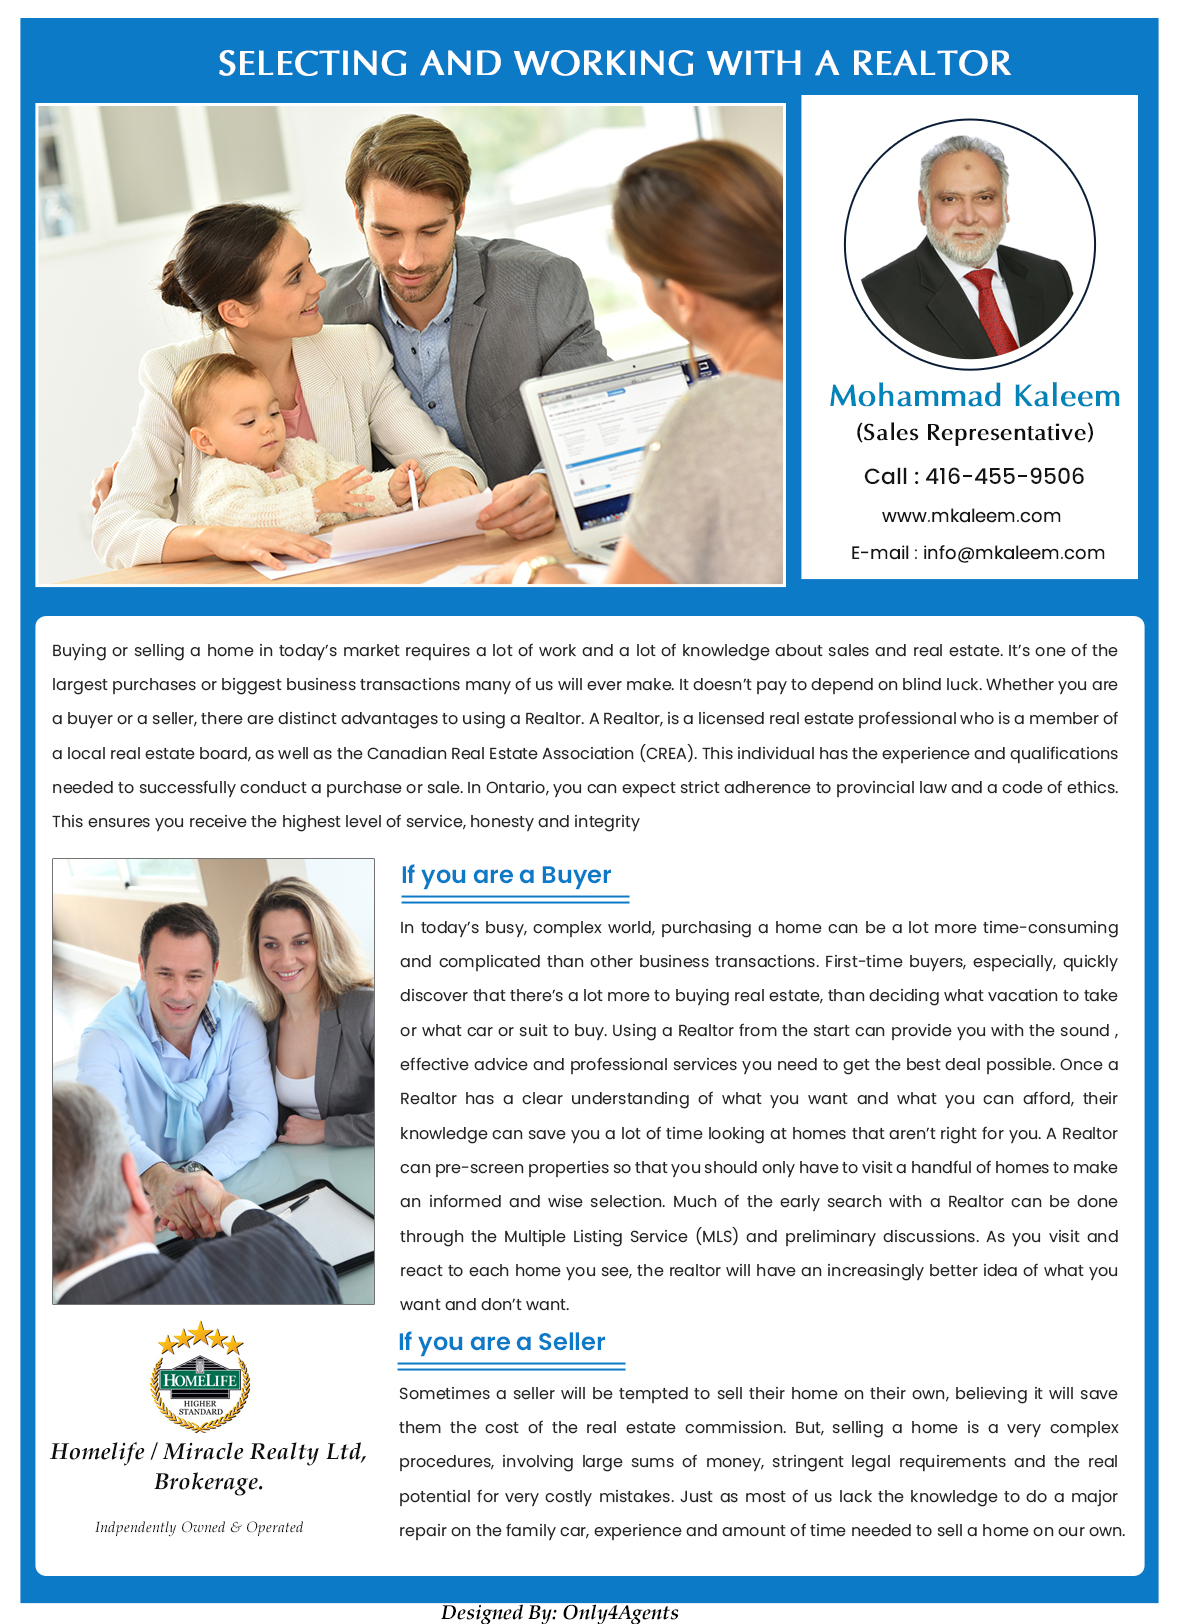 SELECTING AND WORKING WITH A REALTOR
Mohammad Kaleem
(Sales Representative)
Call : 416-455-9506
www.mkaleem.com
E-mail : info@mkaleem.com
Buying or selling a home in today’s market requires a lot of work and a lot of knowledge about sales and real estate. It’s one of the
largest purchases or biggest business transactions many of us will ever make. It doesn’t pay to depend on blind luck. Whether you are
a buyer or a seller, there are distinct advantages to using a Realtor. A Realtor, is a licensed real estate professional who is a member of
a local real estate board, as well as the Canadian Real Estate Association (CREA). This individual has the experience and qualifications
needed to successfully conduct a purchase or sale. In Ontario, you can expect strict adherence to provincial law and a code of ethics.
This ensures you receive the highest level of service, honesty and integrity
If you are a Buyer
In today’s busy, complex world, purchasing a home can be a lot more time-consuming
and complicated than other business transactions. First-time buyers, especially, quickly
discover that there’s a lot more to buying real estate, than deciding what vacation to take
or what car or suit to buy. Using a Realtor from the start can provide you with the sound ,
effective advice and professional services you need to get the best deal possible. Once a
Realtor has a clear understanding of what you want and what you can afford, their
knowledge can save you a lot of time looking at homes that aren’t right for you. A Realtor
can pre-screen properties so that you should only have to visit a handful of homes to make
an informed and wise selection. Much of the early search with a Realtor can be done
through the Multiple Listing Service (MLS) and preliminary discussions. As you visit and
react to each home you see, the realtor will have an increasingly better idea of what you
want and don’t want.
If you are a Seller
Sometimes a seller will be tempted to sell their home on their own, believing it will save
them the cost of the real estate commission. But, selling a home is a very complex
procedures, involving large sums of money, stringent legal requirements and the real
potential for very costly mistakes. Just as most of us lack the knowledge to do a major
repair on the family car, experience and amount of time needed to sell a home on our own.
HOMELIFE
HIGHER
STANDARD
Homelife / Miracle Realty Ltd,
Brokerage.
Indpendently Owned & Operated
Designed By: Only4Agents